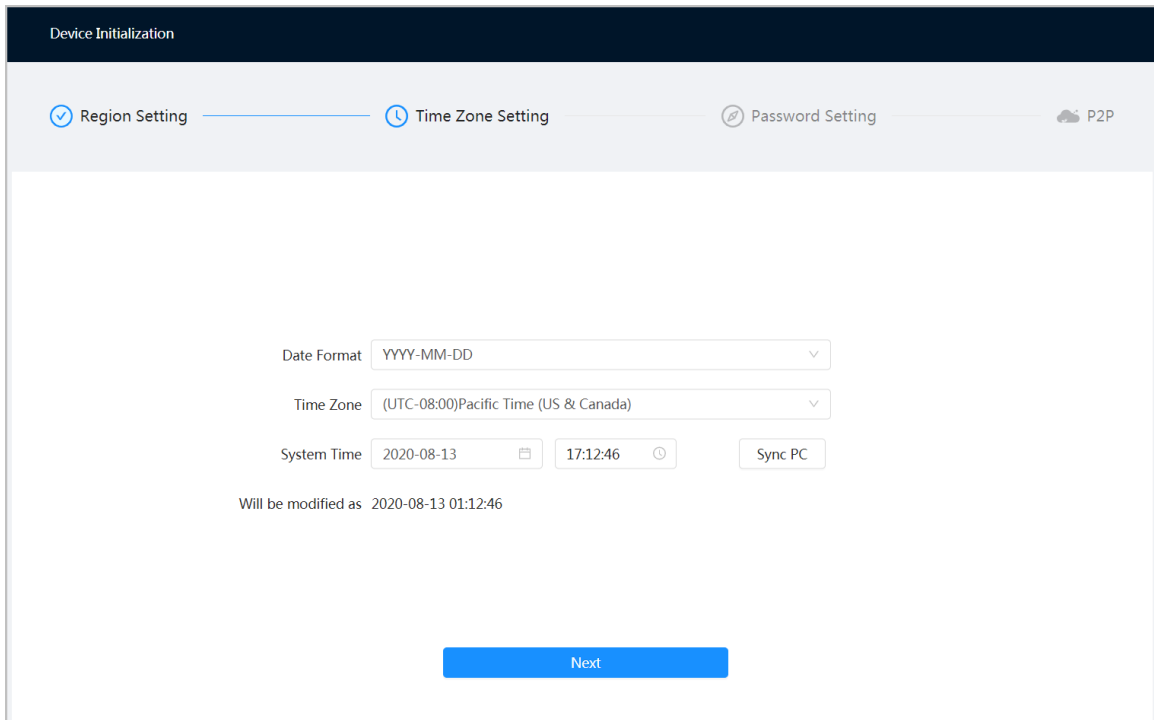 Device Initialization
Region Setting Time Zone Setting Password Setting P2P
Date Format YYYY-MM-DD
Time Zone (UTC-08:00)Pacific Time (US & Canada)
System Time 2020-08-13 17:12:46 Sync PC
Will be modified as 2020-08-13 01:12:46
Next